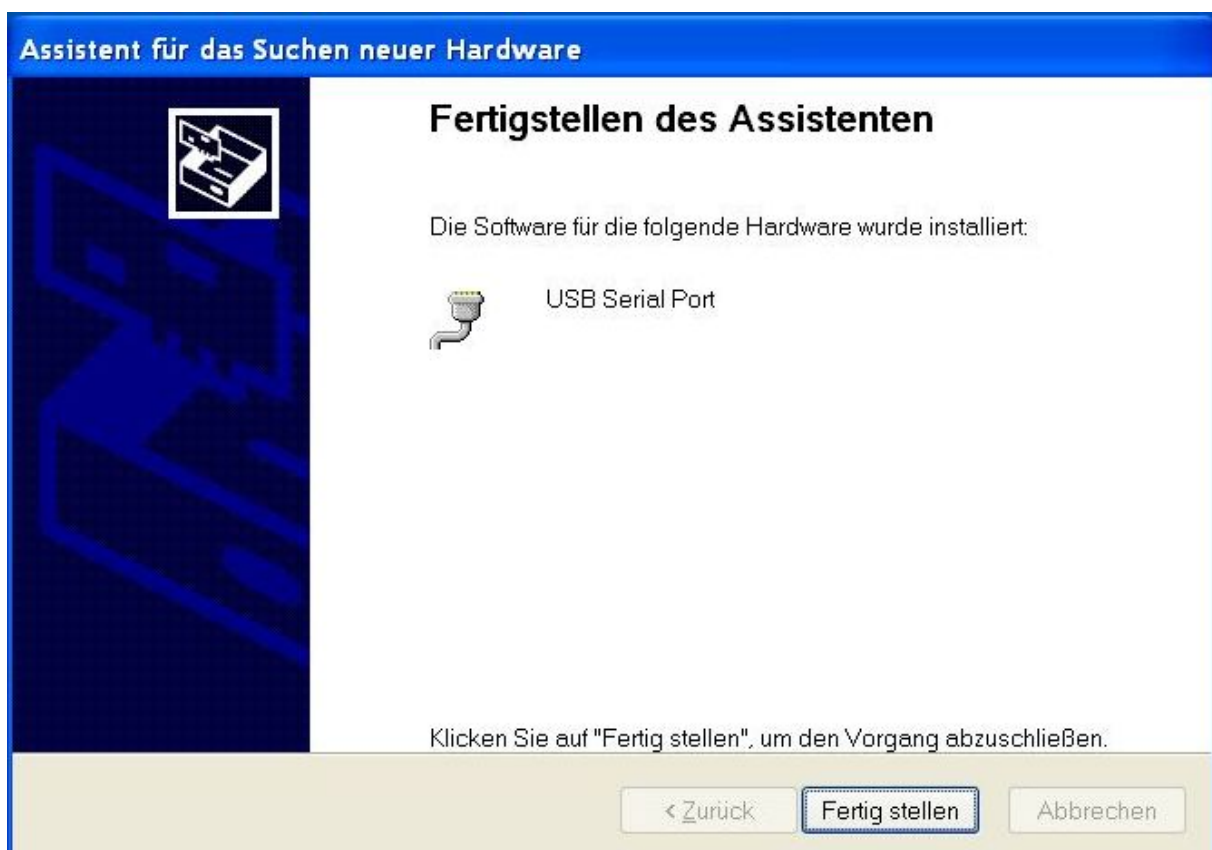 Assistent für das Suchen neuer Hardware
Fertigstellen des Assistenten
Die Software für die folgende Hardware wurde installiert:
USB Serial Port
Klicken Sie auf "Fertig stellen", um den Vorgang abzuschließen.
< Zurück Fertig stellen Abbrechen